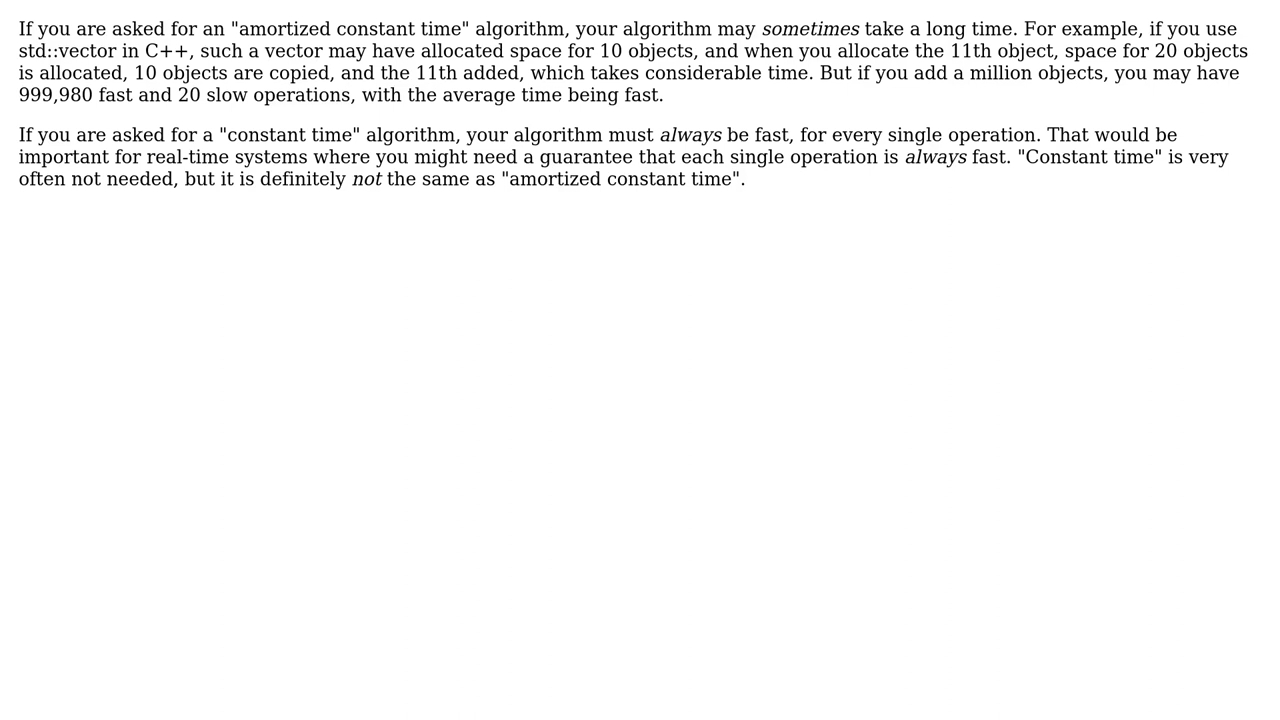 If you are asked for an "amortized constant time" algorithm, your algorithm may sometimes take a long time. For example, if you use
std::vector in C++, such a vector may have allocated space for 10 objects, and when you allocate the 11th object, space for 20 objects
is allocated, 10 objects are copied, and the 11th added, which takes considerable time. But if you add a million objects, you may have
999,980 fast and 20 slow operations, with the average time being fast.
If you are asked for a "constant time" algorithm, your algorithm must always be fast, for every single operation. That would be
important for real-time systems where you might need a guarantee that each single operation is always fast. "Constant time" is very
often not needed, but it is definitely not the same as "amortized constant time".